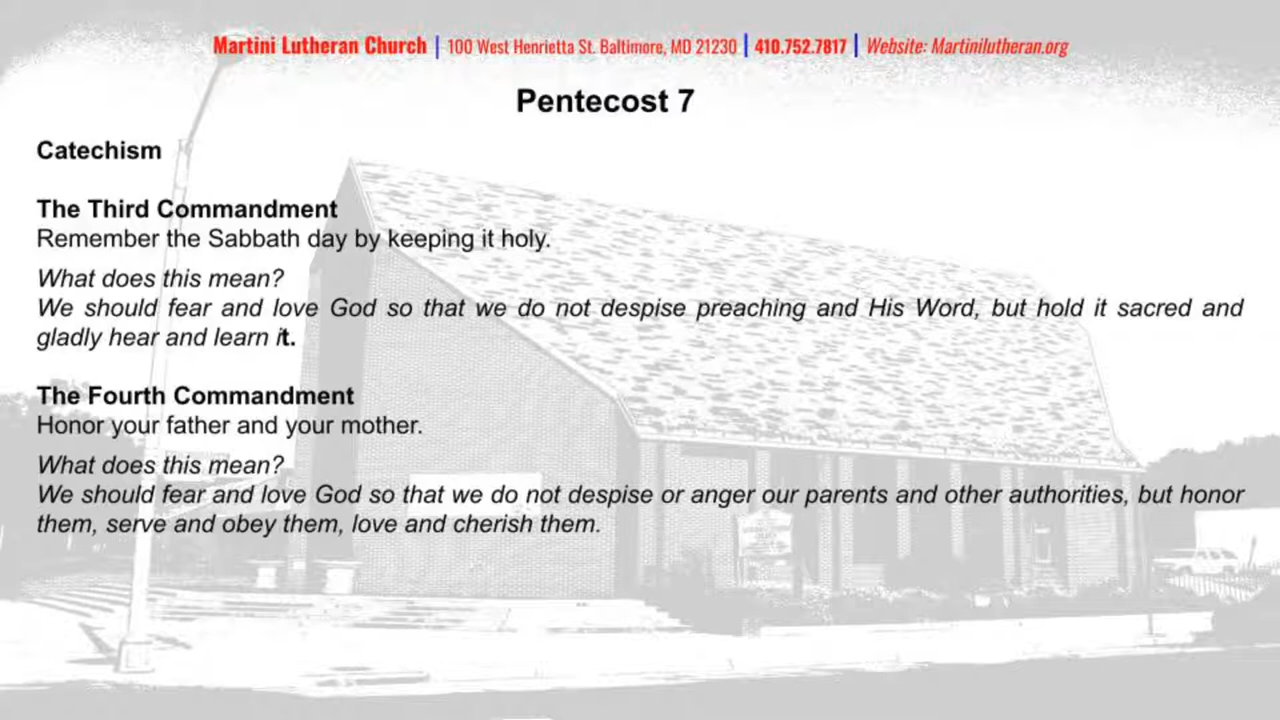 Martini Lutheran Church | 100 West Henrietta St. Baltimore, MD 21230 | 410.752.7817 | Website: Martinilutheran.org
Pentecost 7
Catechism
The Third Commandment
Remember the Sabbath day by keeping it holy.
What does this mean?
We should fear and love God so that we do not despise preaching and His Word, but hold it sacred and
gladly hear and learn it.
The Fourth Commandment
Honor your father and your mother.
What does this mean?
We should fear and love God so that we do not despise or anger our parents and other authorities, but honor
them, serve and obey them, love and cherish them.